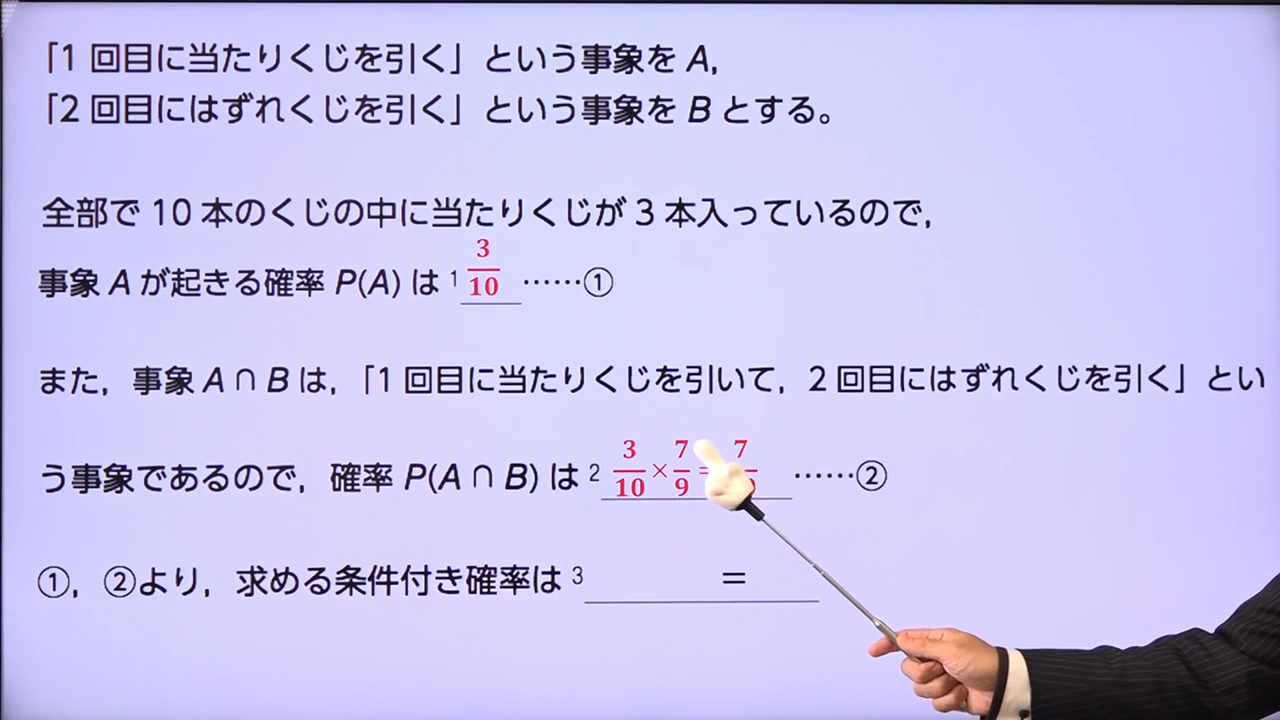 「1 回目に当たりくじを引く」という事象を A,
「2 回目にはずれくじを引く」という事象を B とする。
全部で 10 本のくじの中に当たりくじが 3 本入っているので,
事象 A が起きる確率 P(A) は 1 3/10 ……①
また, 事象 A ∩ B は,「1 回目に当たりくじを引いて, 2 回目にはずれくじを引く」とい
う事象であるので, 確率 P(A ∩ B) は 2 3/10 × 7/9 = 7/ ……②
①, ②より, 求める条件付き確率は 3 =